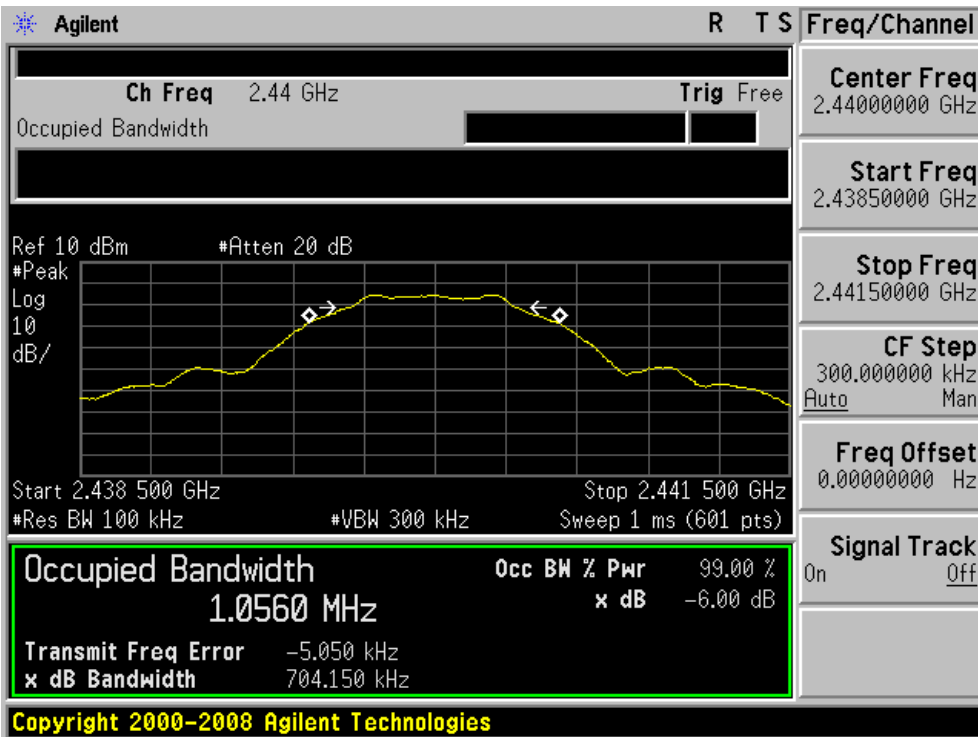 Agilent R T S
Ch Freq 2.44 GHz Trig Free
Occupied Bandwidth
Ref 10 dBm #Atten 20 dB
#Peak
Log
10
dB/
Start 2.438 500 GHz Stop 2.441 500 GHz
#Res BW 100 kHz #VBW 300 kHz Sweep 1 ms (601 pts)
Occupied Bandwidth Occ BW % Pwr 99.00 %
1.0560 MHz x dB -6.00 dB
Transmit Freq Error -5.050 kHz
x dB Bandwidth 704.150 kHz
Copyright 2000-2008 Agilent Technologies
Freq/Channel
Center Freq
2.44000000 GHz
Start Freq
2.43850000 GHz
Stop Freq
2.44150000 GHz
CF Step
300.000000 kHz
Auto Man
Freq Offset
0.00000000 Hz
Signal Track
On Off